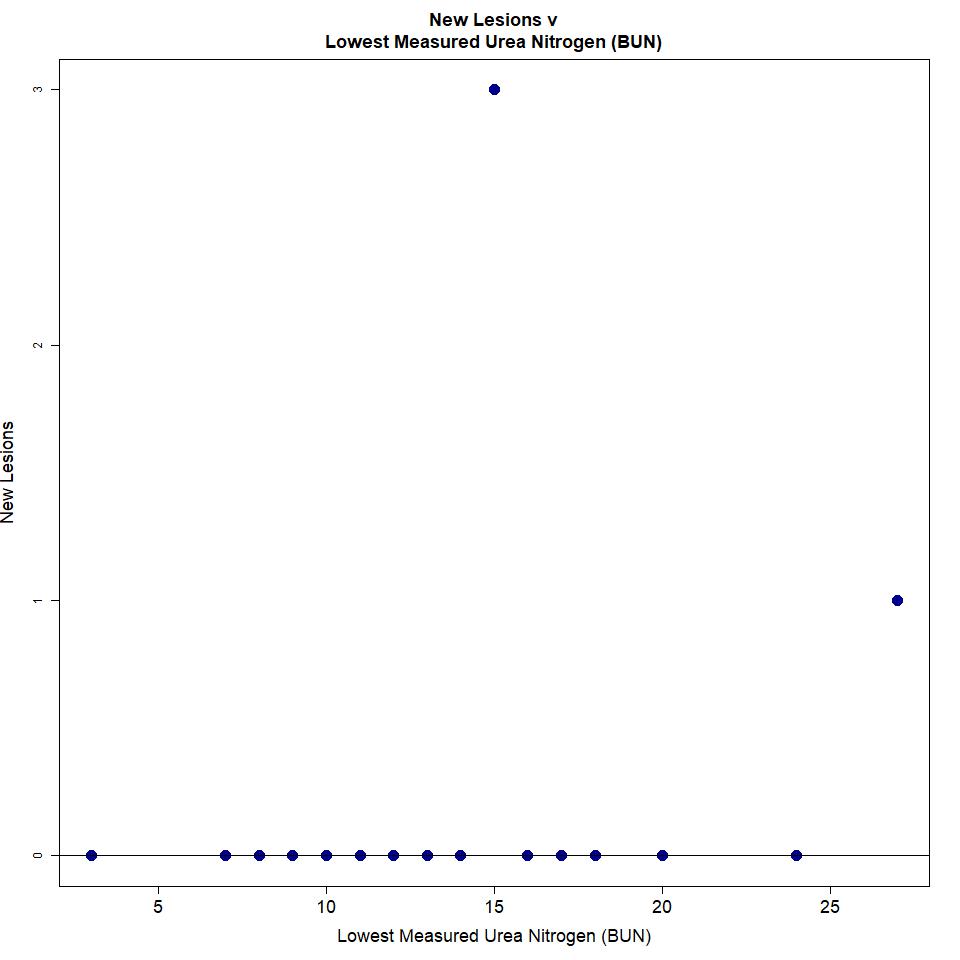 New Lesions v
Lowest Measured Urea Nitrogen (BUN)
3
2
1
0
New Lesions
5 10 15 20 25
Lowest Measured Urea Nitrogen (BUN)